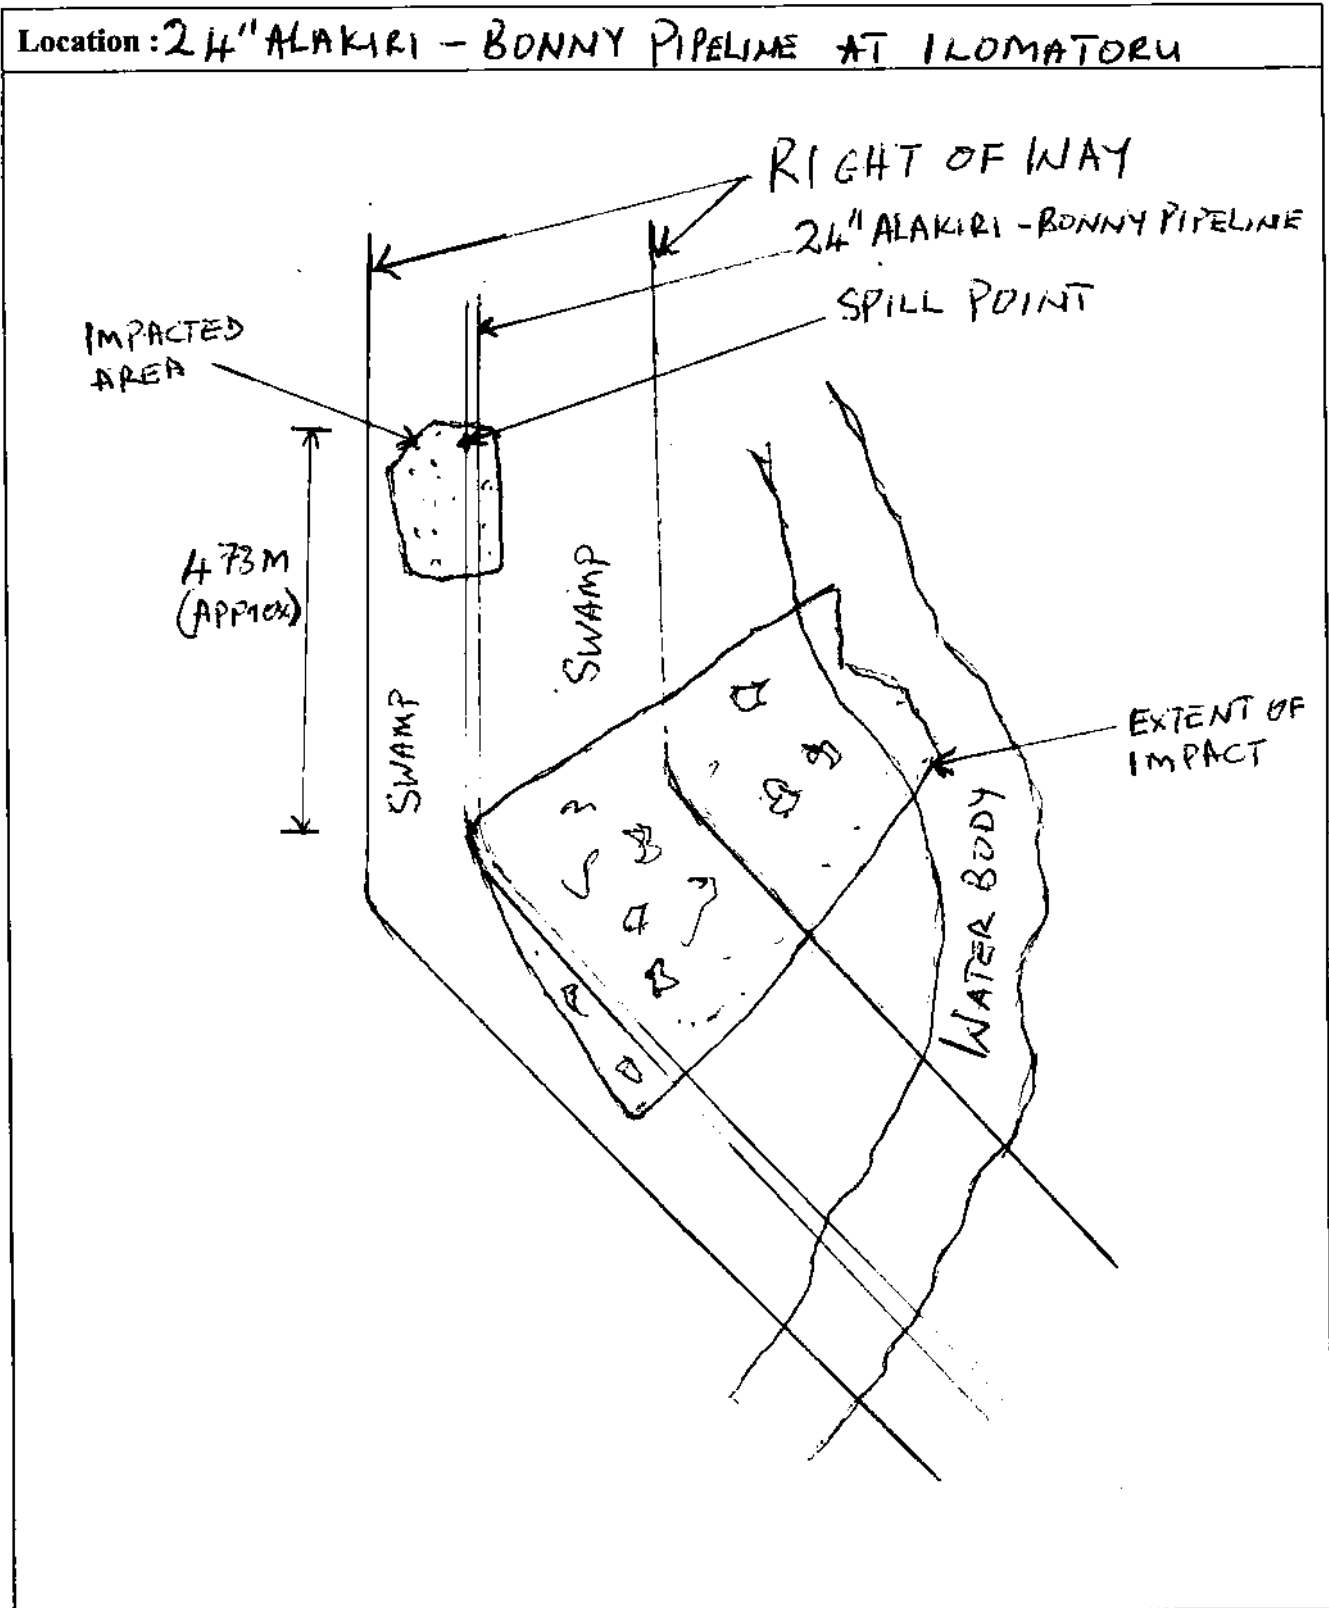 Location : 24" ALAKIRI - BONNY PIPELINE AT ILOMATORU
RIGHT OF WAY
24" ALAKIRI - BONNY PIPELINE
SPILL POINT
IMPACTED
AREA
473M
(APPROX)
SWAMP
SWAMP
EXTENT OF
IMPACT
WATER BODY